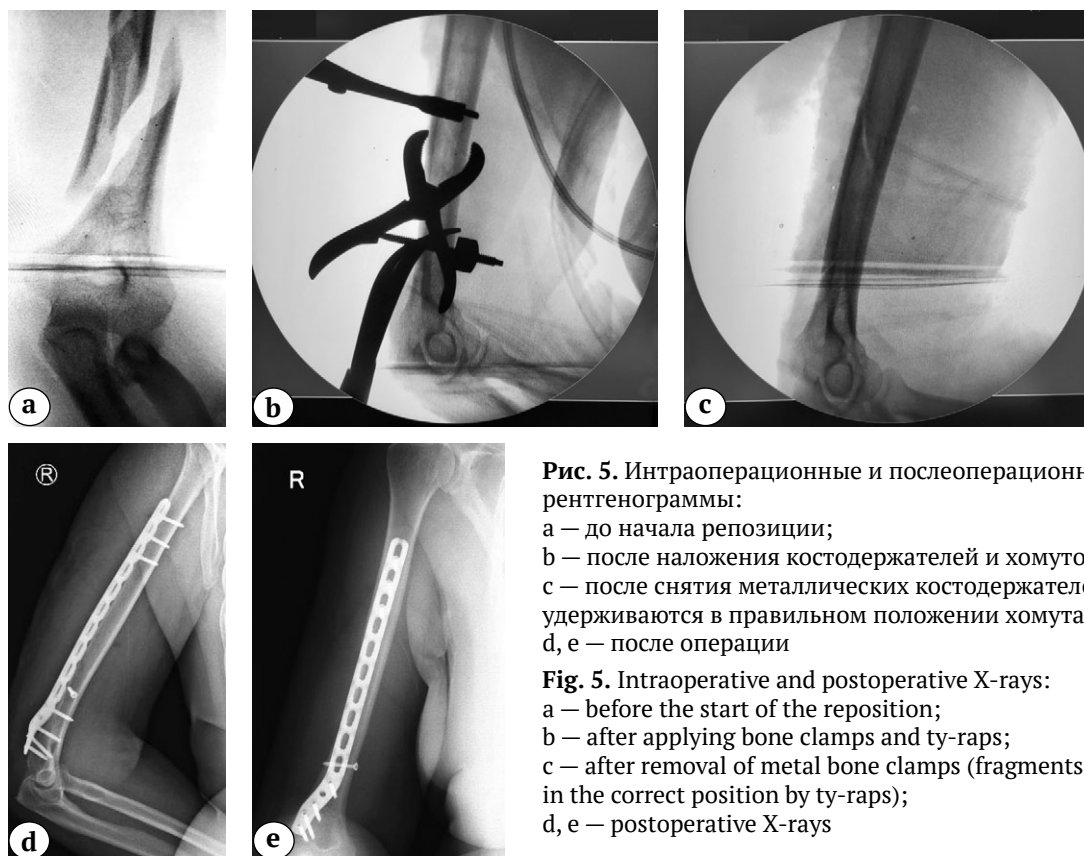 a
b
c
R
R
d
e
Рис. 5. Интраоперационные и послеоперационн
рентгенограммы:
a — до начала репозиции;
b — после наложения костодержателей и хомуто
c — после снятия металлических костодержател
удерживаются в правильном положении хомута
d, e — после операции
Fig. 5. Intraoperative and postoperative X-rays:
a — before the start of the reposition;
b — after applying bone clamps and ty-raps;
c — after removal of metal bone clamps (fragments
in the correct position by ty-raps);
d, e — postoperative X-rays